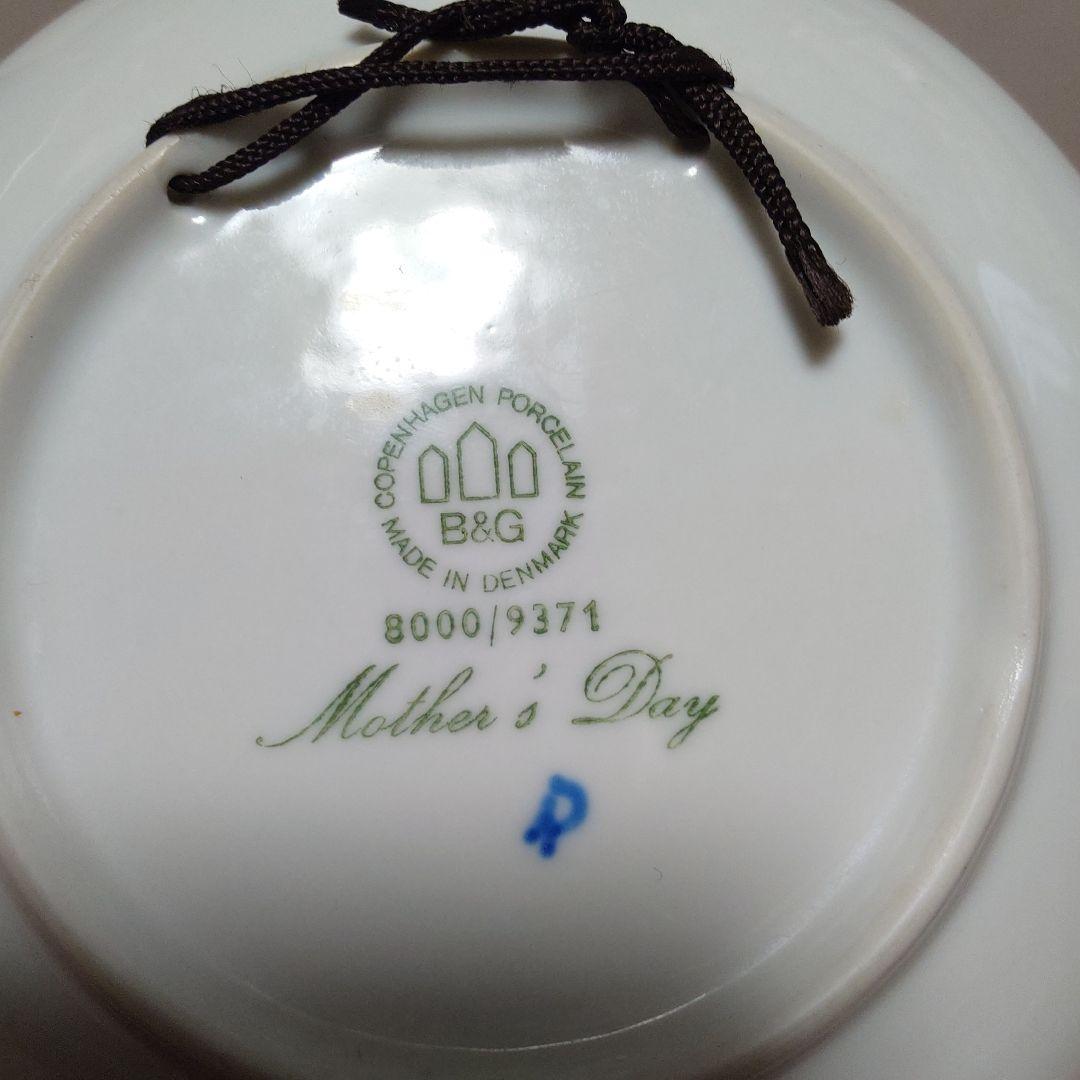 COPENHAGEN PORCELAIN
B&G
MADE IN DENMARK
8000/9371
Mother's Day